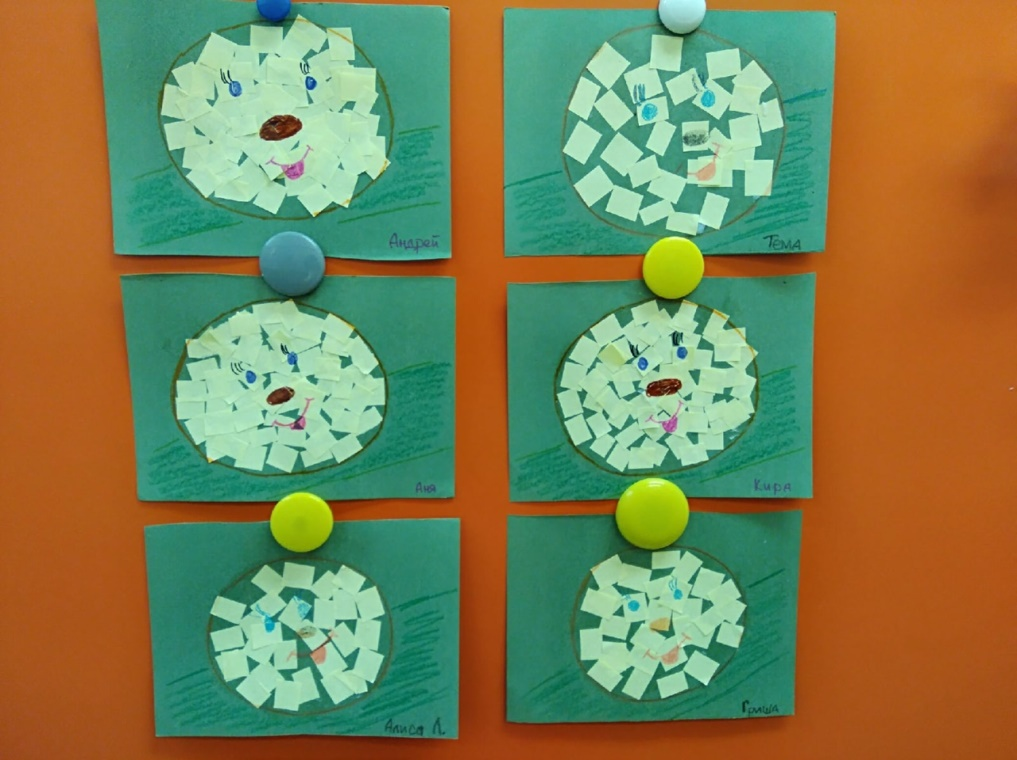 Андрей
Тема
Аня
Кира
Алиса Л.
Гриша